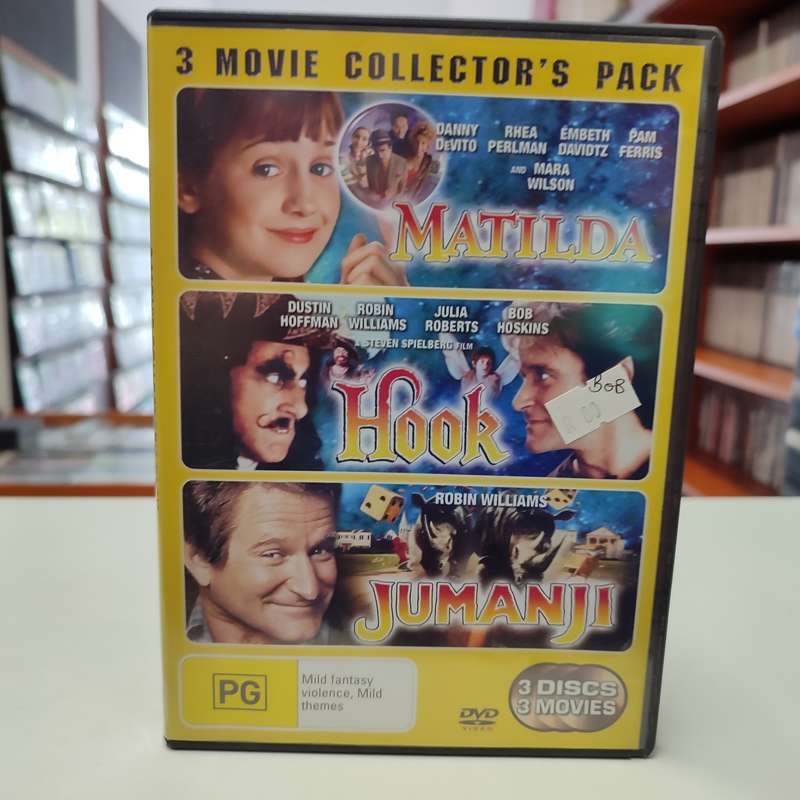 3 MOVIE COLLECTOR'S PACK
DANNY DEVITO RHEA PERLMAN EMBETH DAVIDTZ PAM FERRIS
AND MARA WILSON
MATILDA
DUSTIN HOFFMAN ROBIN WILLIAMS JULIA ROBERTS BOB HOSKINS
A STEVEN SPIELBERG FILM
HOOK
BOB
ROBIN WILLIAMS
JUMANJI
PG
Mild fantasy
violence, Mild
themes
DVD
VIDEO
3 DISCS
3 MOVIES